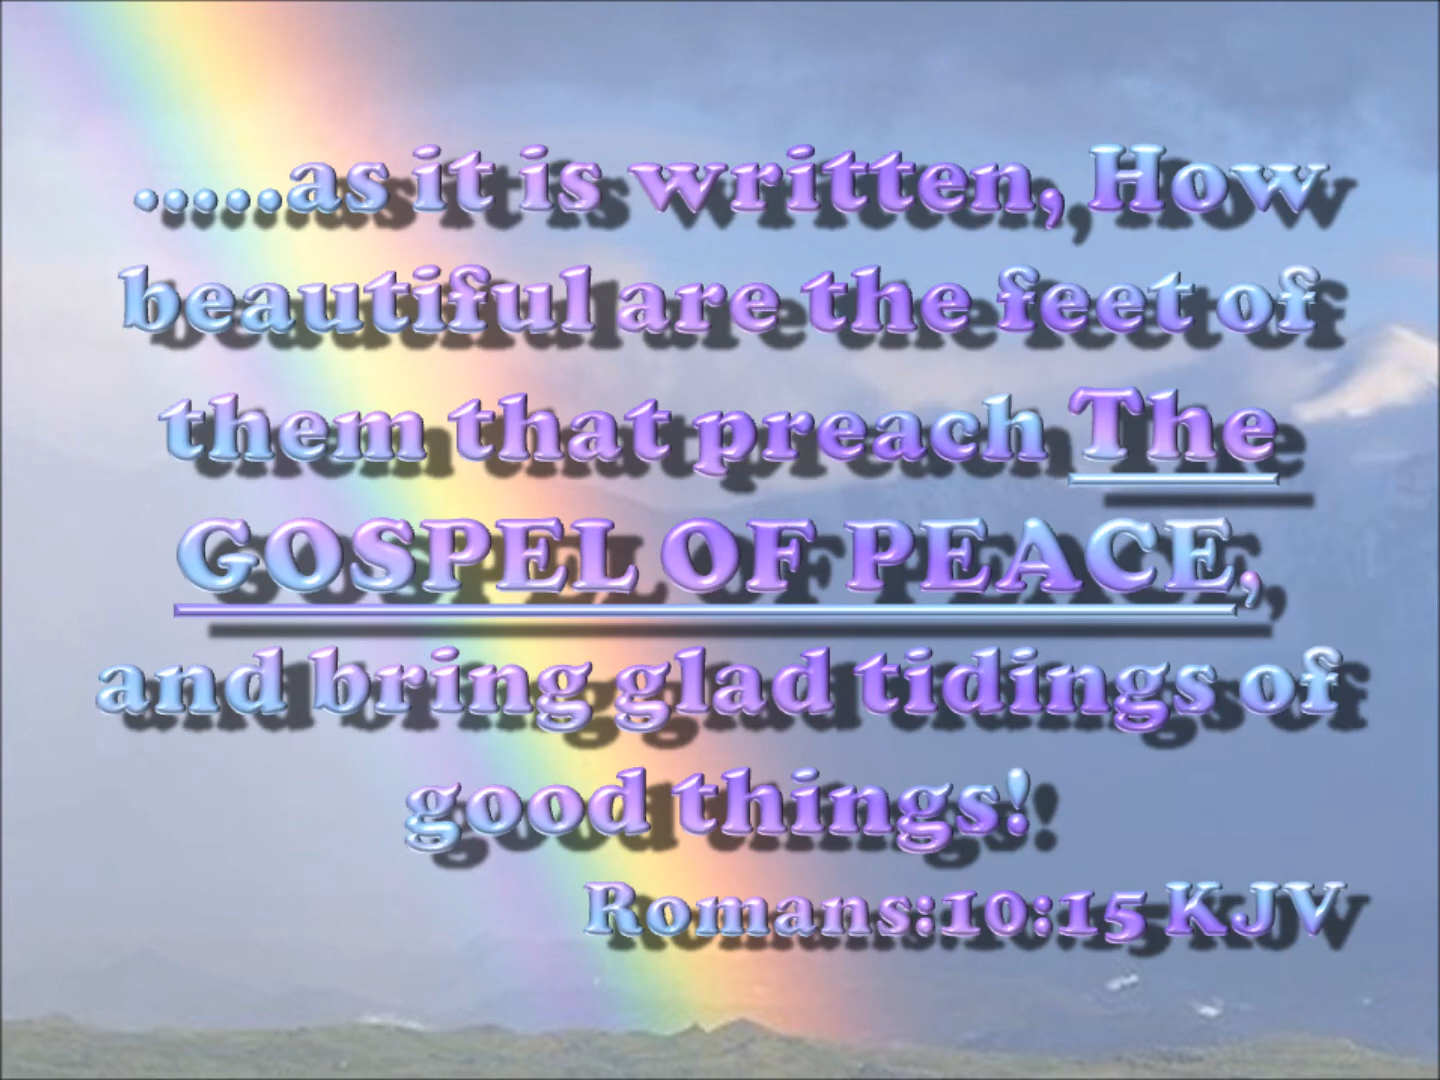 .....as it is written, How
beautiful are the feet of
them that preach The
GOSPEL OF PEACE,
and bring glad tidings of
good things!
Romans:10:15 KJV